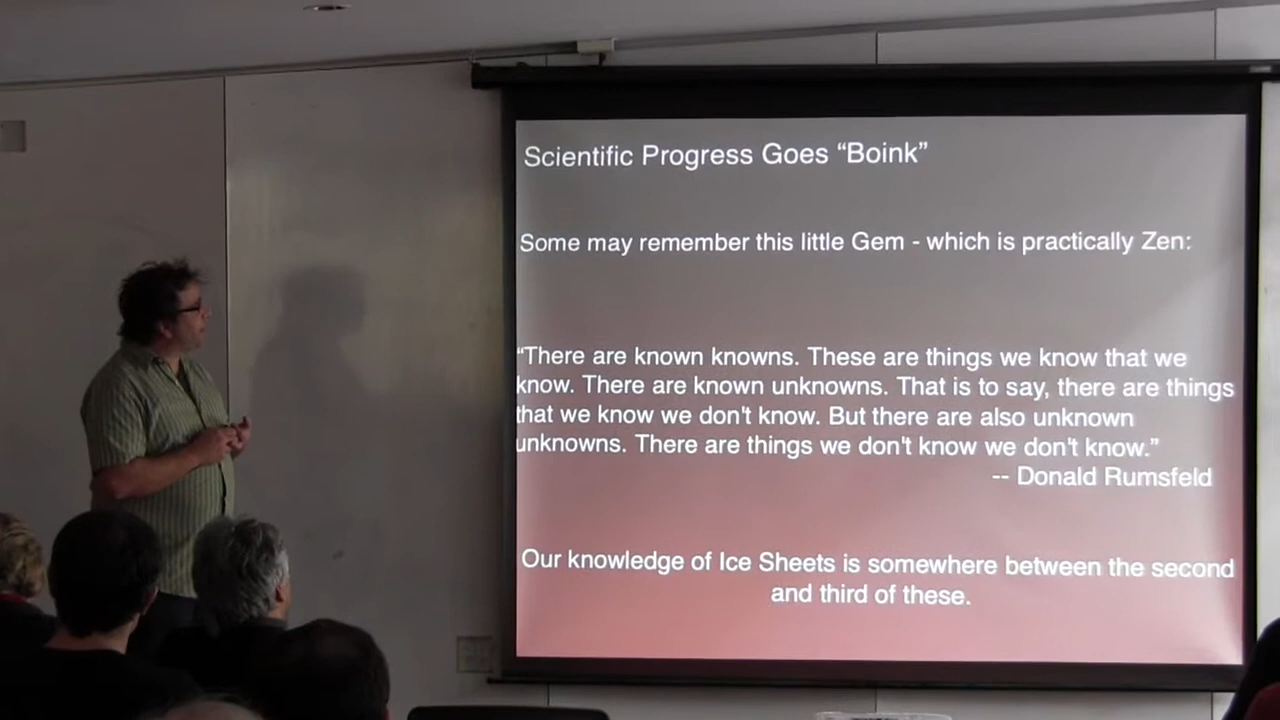 Scientific Progress Goes “Boink”
Some may remember this little Gem - which is practically Zen:
“There are known knowns. These are things we know that we
know. There are known unknowns. That is to say, there are things
that we know we don't know. But there are also unknown
unknowns. There are things we don't know we don't know.”
-- Donald Rumsfeld
Our knowledge of Ice Sheets is somewhere between the second
and third of these.